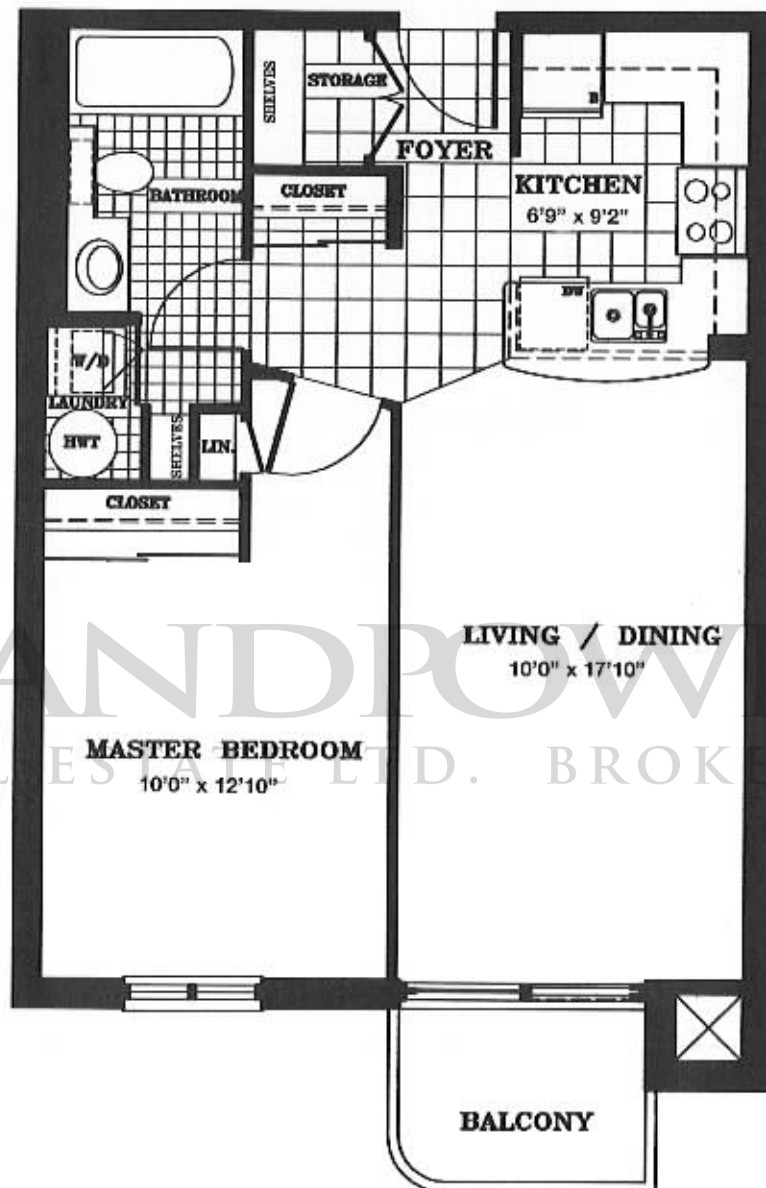 SHELVES
STORAGE
B
FOYER
BATHROOM
CLOSET
KITCHEN
6'9" x 9'2"
DW
W/D
LAUNDRY
HWT
SHELVES
LIN.
CLOSET
LIVING / DINING
10'0" x 17'10"
ANDPOW
MASTER BEDROOM
10'0" x 12'10"
ESTATE LTD. BROKE
BALCONY